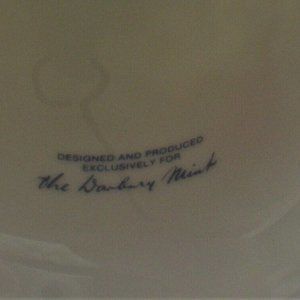 DESIGNED AND PRODUCED
EXCLUSIVELY FOR
the Danbury Mint